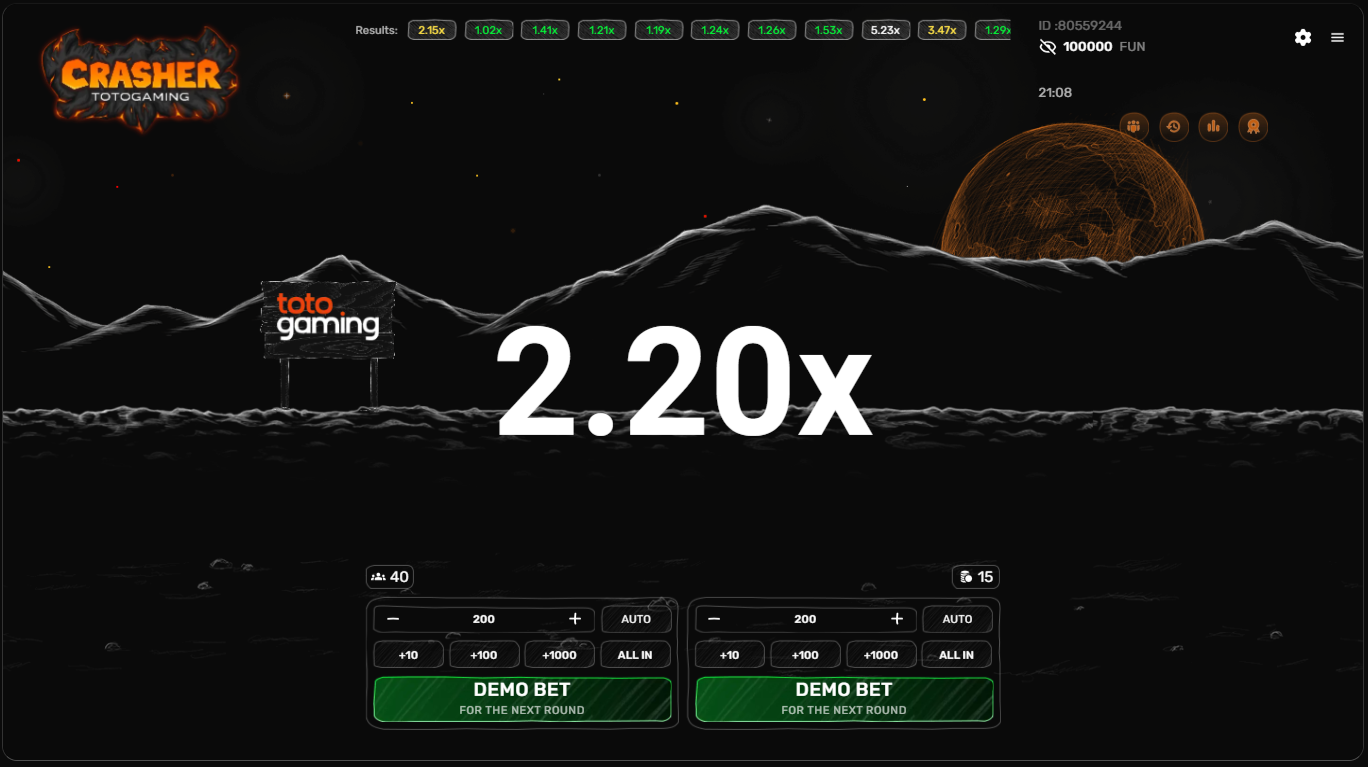 CRASHER
TOTOGAMING
Results: 2.15x 1.02x 1.41x 1.21x 1.19x 1.24x 1.26x 1.53x 5.23x 3.47x 1.29x
ID :80559244
100000 FUN
21:08
toto
gaming
2.20x
40
15
200 AUTO
+10 +100 +1000 ALL IN
DEMO BET
FOR THE NEXT ROUND
200 AUTO
+10 +100 +1000 ALL IN
DEMO BET
FOR THE NEXT ROUND